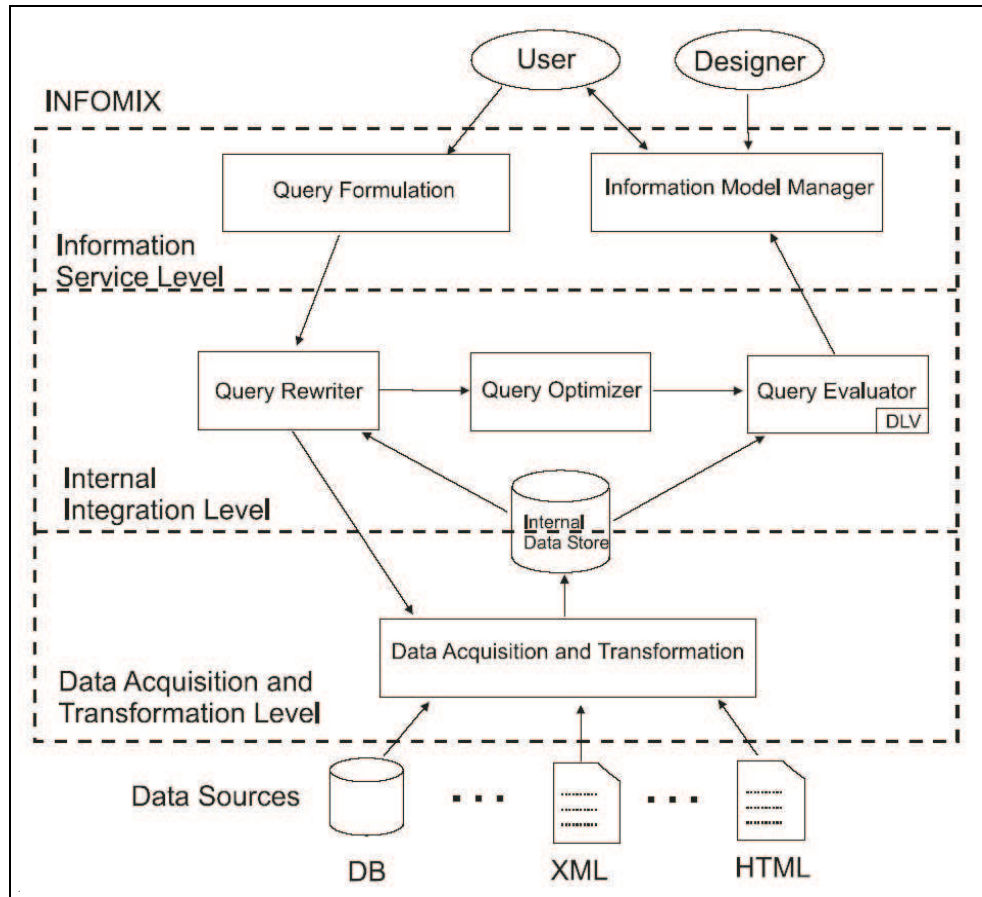 User
Designer
INFOMIX
Query Formulation
Information Model Manager
Information
Service Level
Query Rewriter
Query Optimizer
Query Evaluator
DLV
Internal
Integration Level
Internal
Data Store
Data Acquisition and Transformation
Data Acquisition and
Transformation Level
Data Sources
DB
XML
HTML